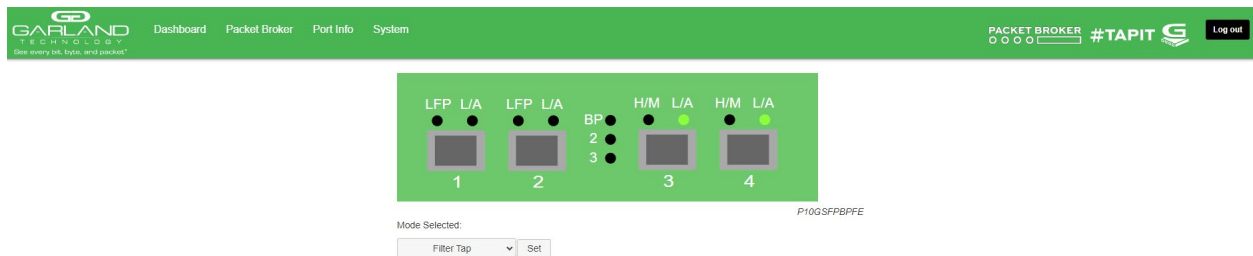 GARLAND
TECHNOLOGY
See every bit, byte, and packet®
Dashboard Packet Broker Port Info System
PACKET BROKER
#TAPIT
Log out
LFP L/A LFP L/A H/M L/A H/M L/A
BP
2
3
1 2 3 4
P10GSFPBPFE
Mode Selected:
Filter Tap Set